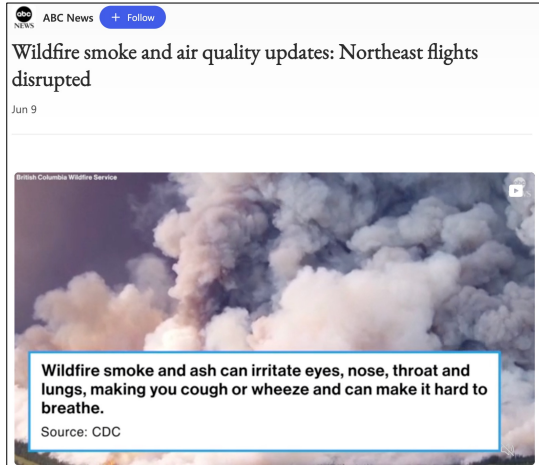 abc
NEWS
ABC News
+ Follow
Wildfire smoke and air quality updates: Northeast flights
disrupted
Jun 9
British Columbia Wildfire Service
Wildfire smoke and ash can irritate eyes, nose, throat and
lungs, making you cough or wheeze and can make it hard to
breathe.
Source: CDC